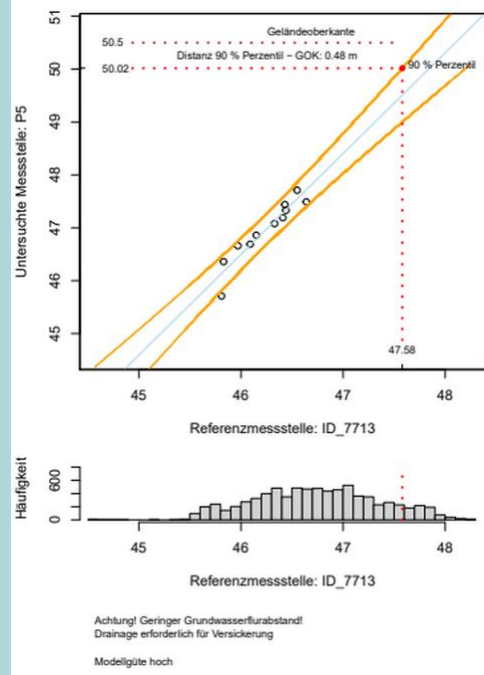 51
Geländeoberkante
50.5
Distanz 90 % Perzentil − GOK: 0.48 m
50
50.02
90 % Perzentil
49
48
47
46
45
47.58
Untersuchte Messstelle: P5
45 46 47 48
Referenzmessstelle: ID_7713
Häufigkeit
600
0
45 46 47 48
Referenzmessstelle: ID_7713
Achtung! Geringer Grundwasserflurabstand!
Drainage erforderlich für Versickerung
Modellgüte hoch